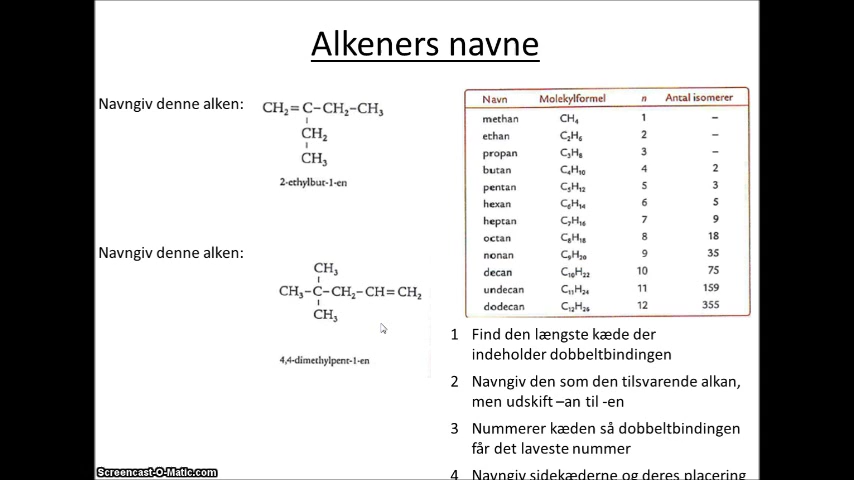 Alkeners navne
Navngiv denne alken:
CH₂=C–CH₂–CH₃
CH₂
CH₃
2-ethylbut-1-en
Navngiv denne alken:
CH₃
CH₃–C–CH₂–CH=CH₂
CH₃
4,4-dimethylpent-1-en
Navn Molekylformel n Antal isomerer
methan CH₄ 1 –
ethan C₂H₆ 2 –
propan C₃H₈ 3 –
butan C₄H₁₀ 4 2
pentan C₅H₁₂ 5 3
hexan C₆H₁₄ 6 5
heptan C₇H₁₆ 7 9
octan C₈H₁₈ 8 18
nonan C₉H₂₀ 9 35
decan C₁₀H₂₂ 10 75
undecan C₁₁H₂₄ 11 159
dodecan C₁₂H₂₆ 12 355
1 Find den længste kæde der
indeholder dobbeltbindingen
2 Navngiv den som den tilsvarende alkan,
men udskift –an til -en
3 Nummerer kæden så dobbeltbindingen
får det laveste nummer
4 Navngiv sidekæderne og deres placering
Screencast-O-Matic.com